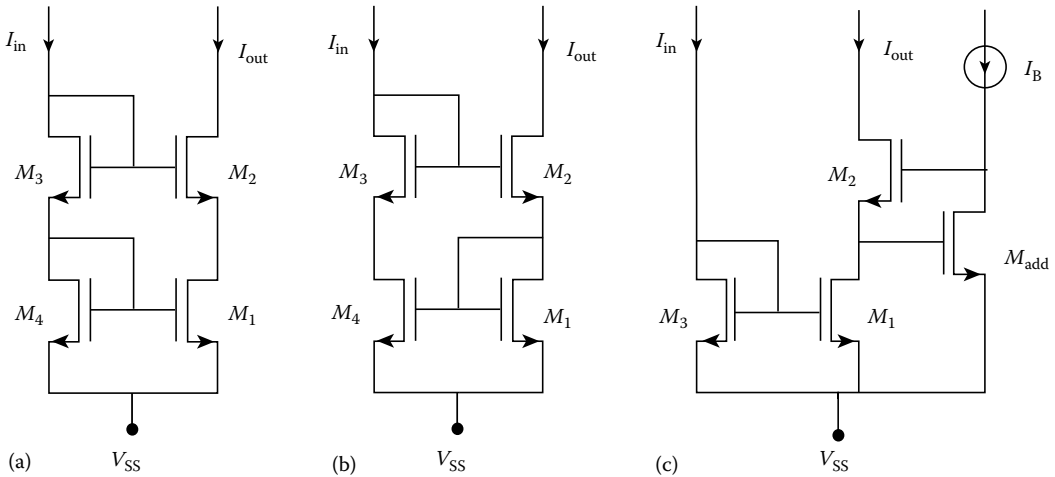 I_in
I_out
M_3
M_2
M_4
M_1
V_SS
(a)
I_in
I_out
M_3
M_2
M_4
M_1
V_SS
(b)
I_in
I_out
I_B
M_2
M_add
M_3
M_1
V_SS
(c)